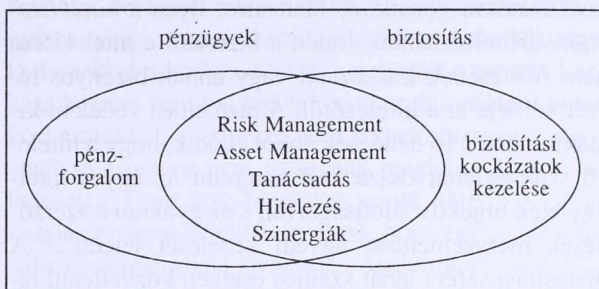 pénzügyek biztosítás
Risk Management
Asset Management
Tanácsadás
Hitelezés
Szinergiák
pénz-
forgalom
biztosítási
kockázatok
kezelése